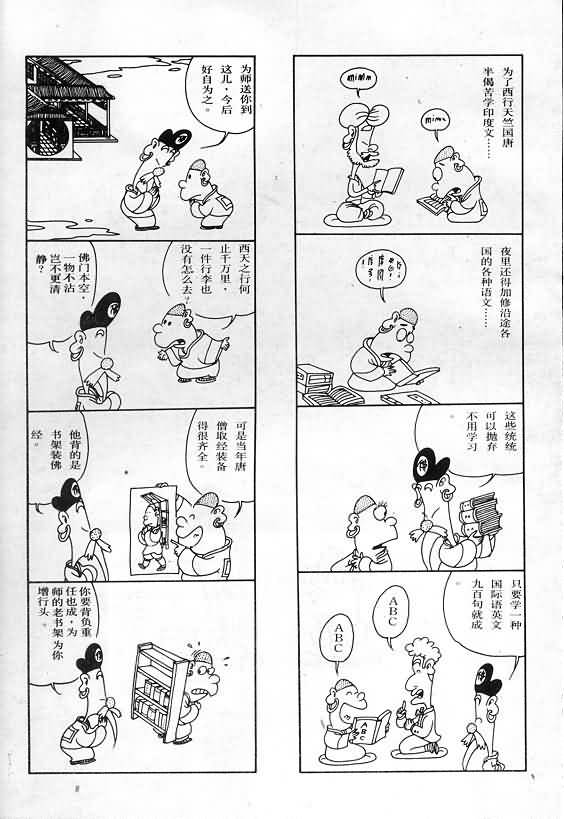 为了西行天竺国唐
半偈苦学印度文……
mimm
mimm
夜里还得加修沿途各
国的各种语文……
这些统统
可以抛弃
不用学习
。
只要学一种
国际语英文
九百句就成
。
ABC
ABC
ABC
为师送你到
这儿，今后
好自为之。
西天之行何
止千万里，
一件行李也
没有怎么去？
佛门本空，
一物不沾
岂不更清
静？
可是当年唐
僧取经装备
得很齐全。
他背的是
书架装佛
经。
你要背负重
任也成，为
师的老书架为你
增行头。